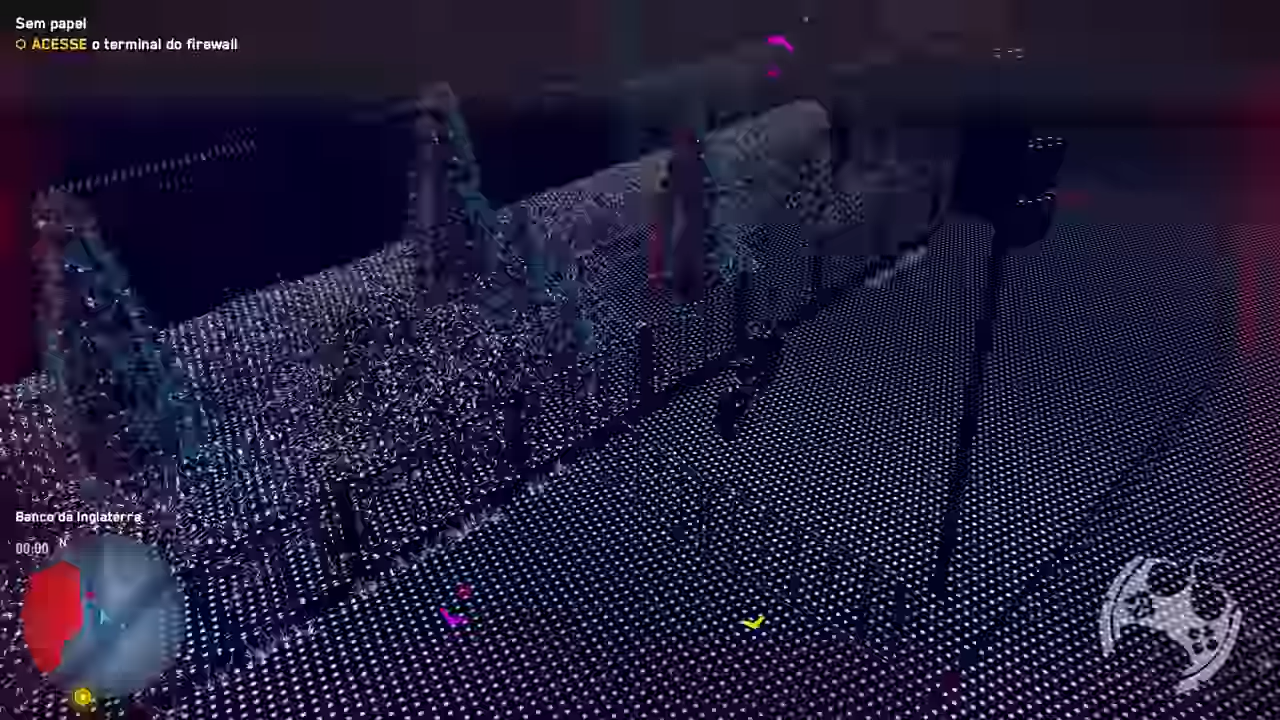 Sem papel
ACESSE o terminal do firewall
Banco da Inglaterra
00:00 N